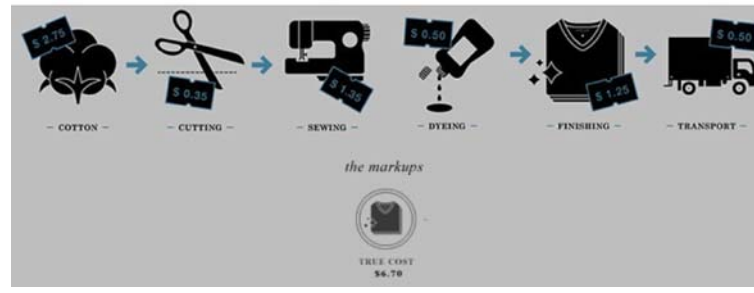 $ 2.75
$ 0.35
$ 1.35
$ 0.50
$ 1.25
$ 0.50
– COTTON –
– CUTTING –
– SEWING –
– DYEING –
– FINISHING –
– TRANSPORT –
the markups
TRUE COST
$6.70